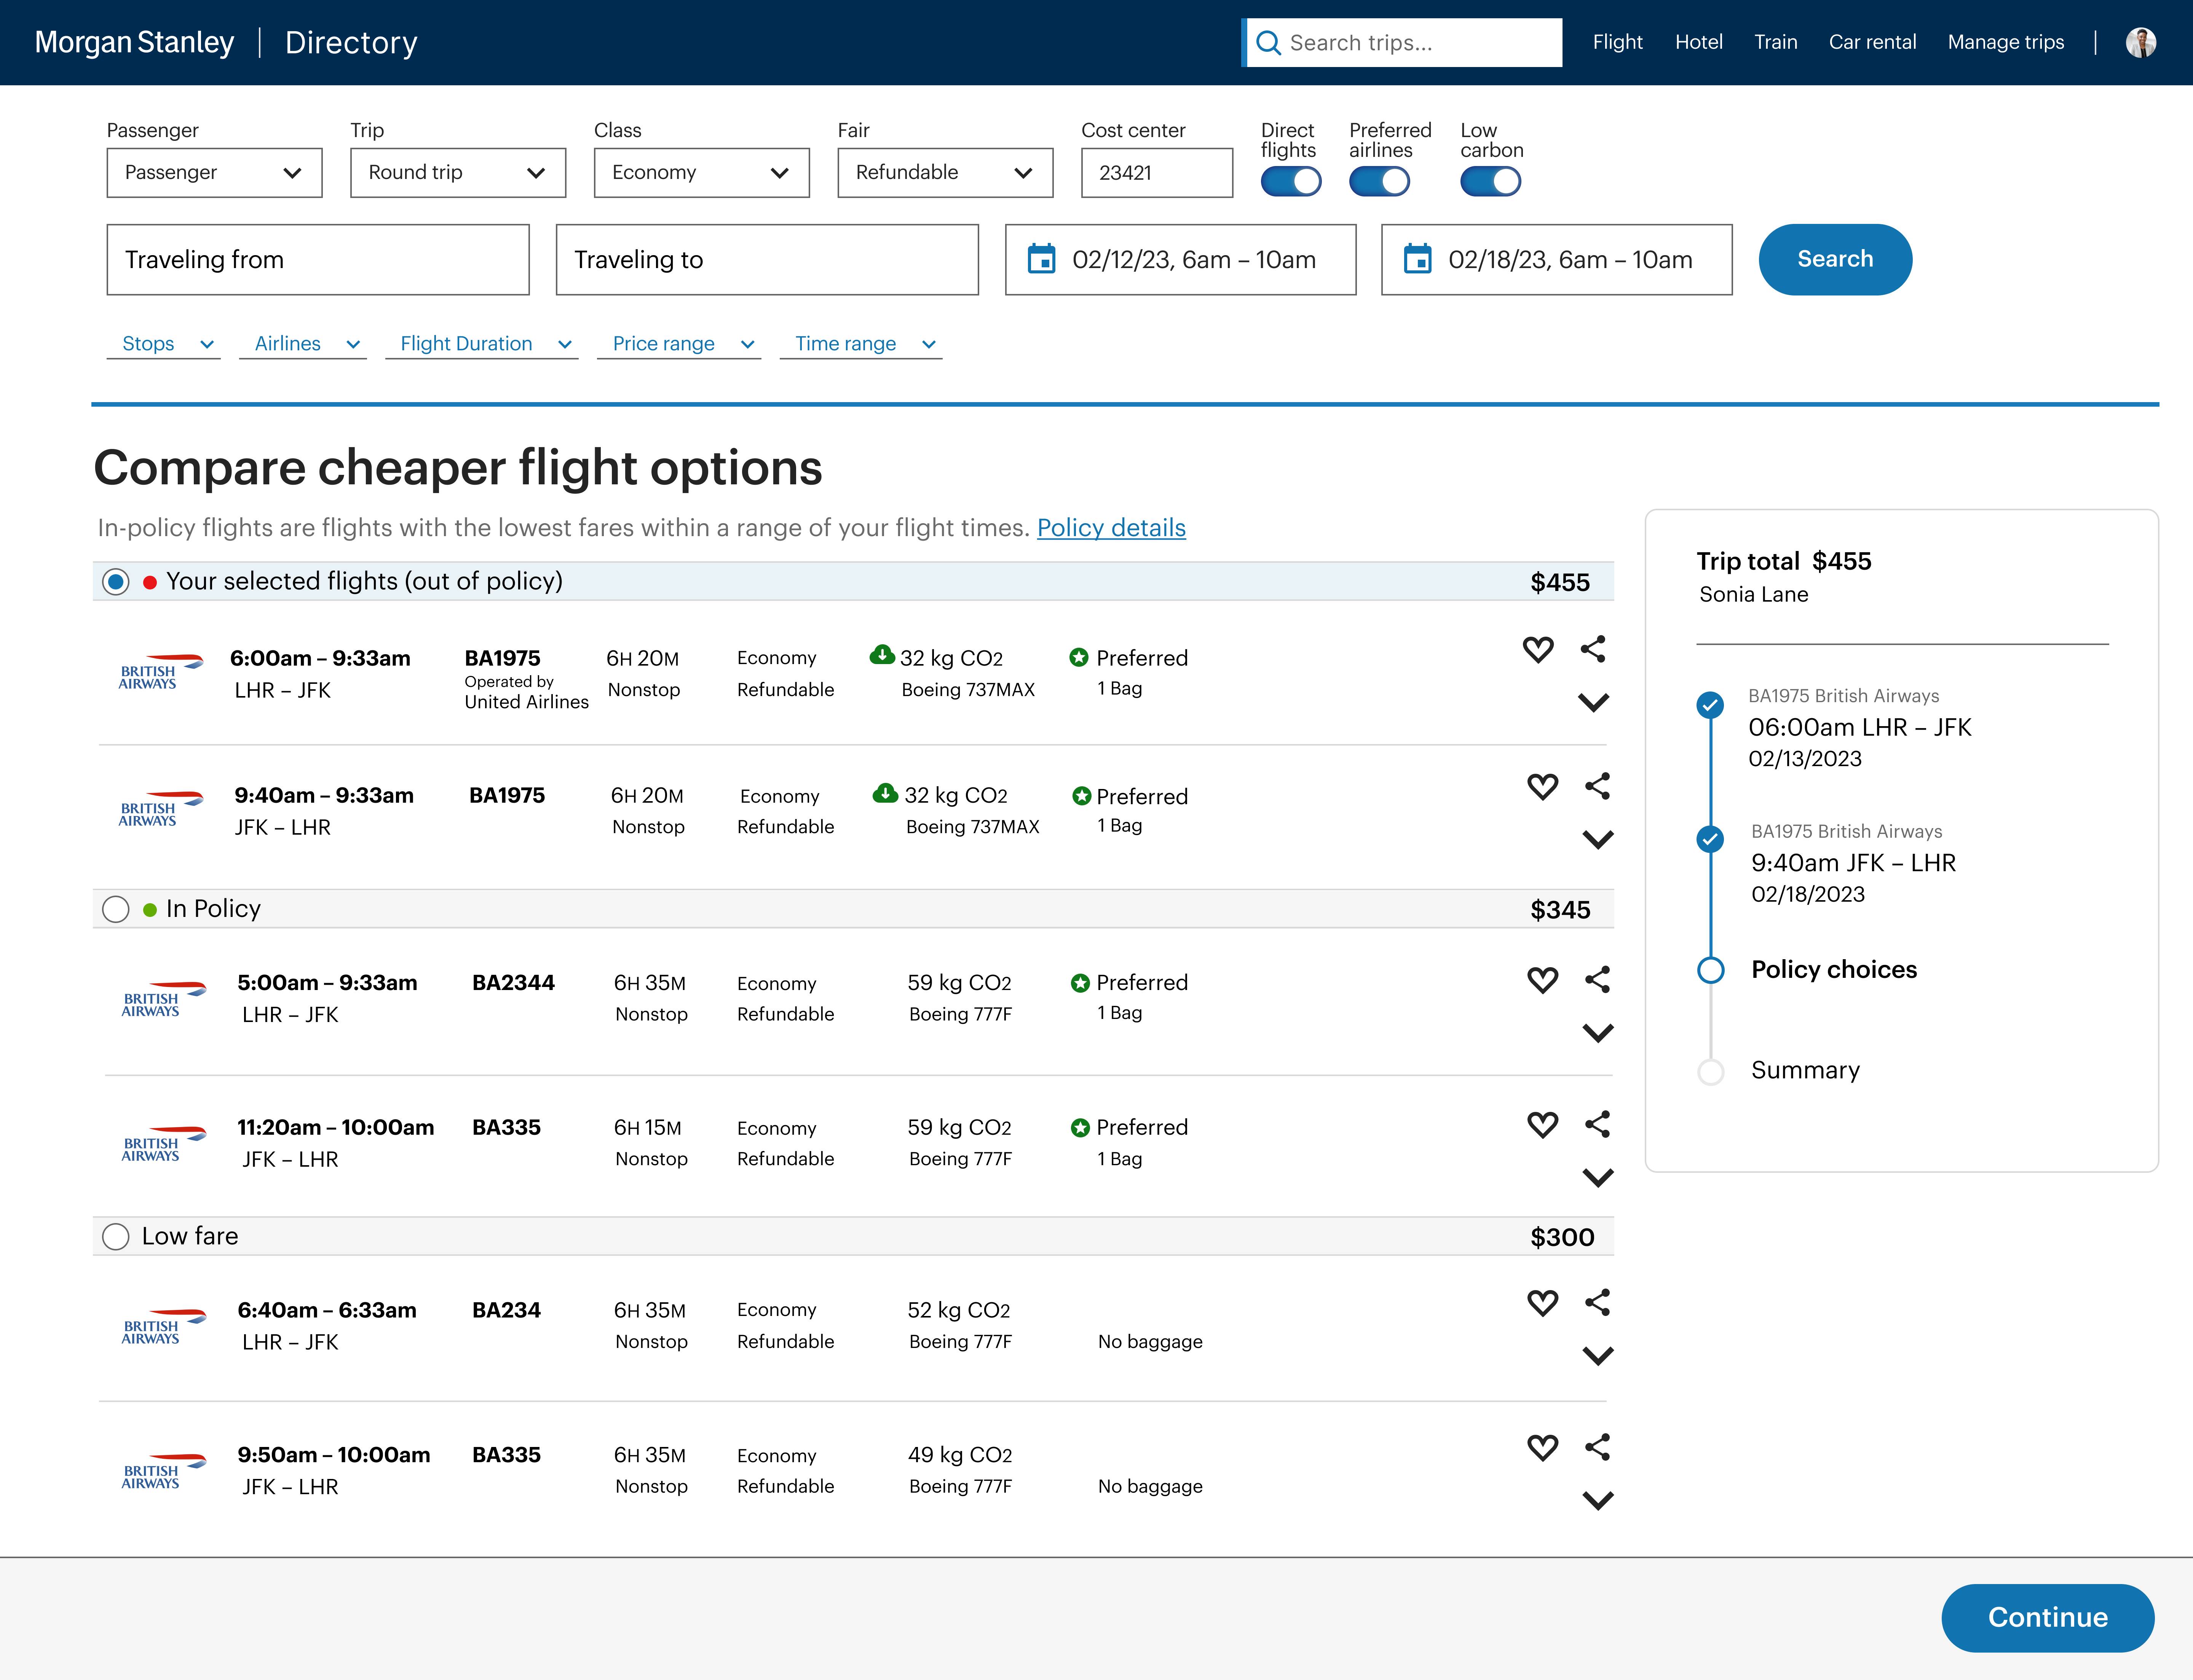 Morgan Stanley | Directory
Search trips...
Flight
Hotel
Train
Car rental
Manage trips
Passenger
Trip
Class
Fair
Cost center
Direct
flights
Preferred
airlines
Low
carbon
Passenger
Round trip
Economy
Refundable
23421
Traveling from
Traveling to
02/12/23, 6am – 10am
02/18/23, 6am – 10am
Search
Stops
Airlines
Flight Duration
Price range
Time range
Compare cheaper flight options
In-policy flights are flights with the lowest fares within a range of your flight times. Policy details
Your selected flights (out of policy)
$455
BRITISH
AIRWAYS
6:00am – 9:33am
LHR – JFK
BA1975
Operated by
United Airlines
6H 20M
Nonstop
Economy
Refundable
32 kg CO2
Boeing 737MAX
Preferred
1 Bag
BRITISH
AIRWAYS
9:40am – 9:33am
JFK – LHR
BA1975
6H 20M
Nonstop
Economy
Refundable
32 kg CO2
Boeing 737MAX
Preferred
1 Bag
In Policy
$345
BRITISH
AIRWAYS
5:00am – 9:33am
LHR – JFK
BA2344
6H 35M
Nonstop
Economy
Refundable
59 kg CO2
Boeing 777F
Preferred
1 Bag
BRITISH
AIRWAYS
11:20am – 10:00am
JFK – LHR
BA335
6H 15M
Nonstop
Economy
Refundable
59 kg CO2
Boeing 777F
Preferred
1 Bag
Low fare
$300
BRITISH
AIRWAYS
6:40am – 6:33am
LHR – JFK
BA234
6H 35M
Nonstop
Economy
Refundable
52 kg CO2
Boeing 777F
No baggage
BRITISH
AIRWAYS
9:50am – 10:00am
JFK – LHR
BA335
6H 35M
Nonstop
Economy
Refundable
49 kg CO2
Boeing 777F
No baggage
Trip total $455
Sonia Lane
BA1975 British Airways
06:00am LHR – JFK
02/13/2023
BA1975 British Airways
9:40am JFK – LHR
02/18/2023
Policy choices
Summary
Continue